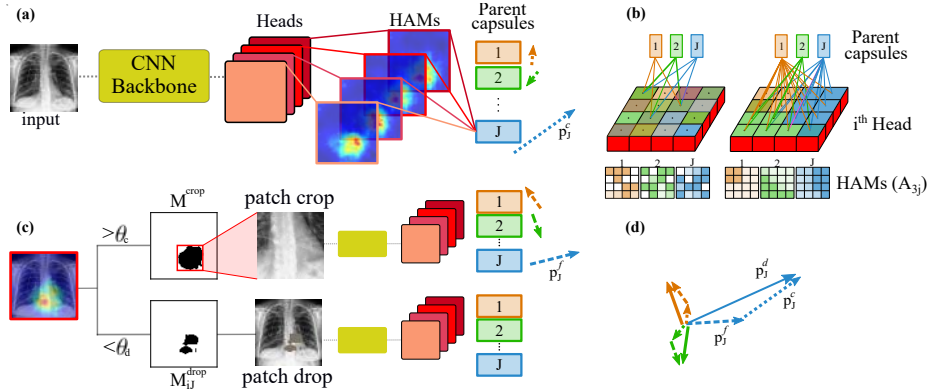 (a)
Heads
HAMs
Parent
capsules
CNN
Backbone
input
1
2
⋮
J
p_J^c
(b)
1 2 J
1 2 J
Parent
capsules
i^th Head
1 2 J
HAMs (A_3j)
(c)
>θ_c
M^crop
patch crop
1
2
⋮
J
p_J^f
<θ_d
M_iJ^drop
patch drop
1
2
⋮
J
(d)
p_J^d
p_J^c
p_J^f